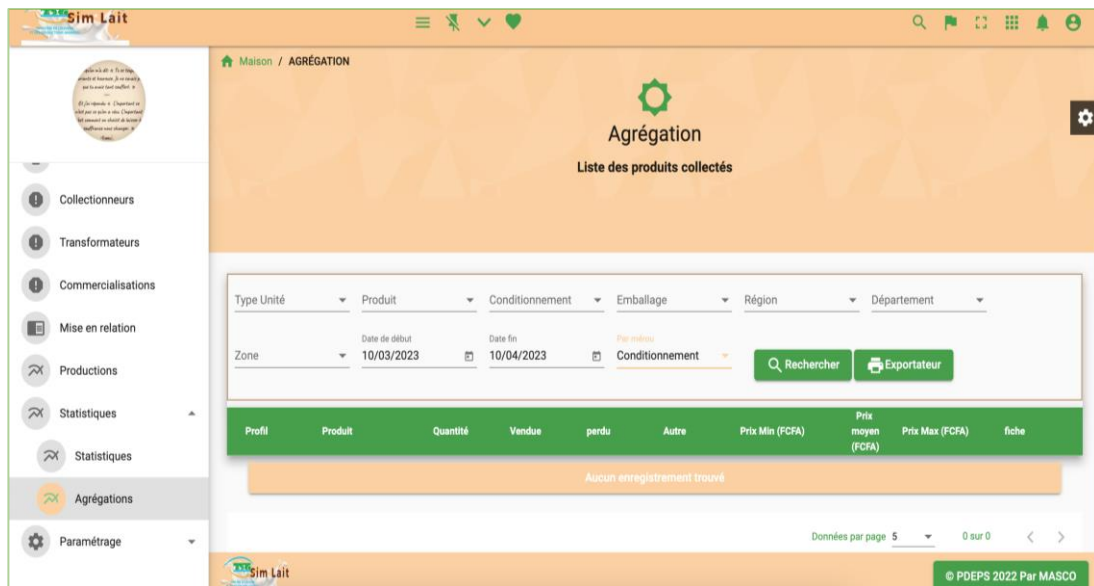 Sim Lait
Maison / AGRÉGATION
Agrégation
Liste des produits collectés
Collectionneurs
Transformateurs
Commercialisations
Mise en relation
Productions
Statistiques
Statistiques
Agrégations
Paramétrage
Type Unité Produit Conditionnement Emballage Région Département
Date de début Date fin Par menu
Zone 10/03/2023 10/04/2023 Conditionnement Rechercher Exportateur
Profil Produit Quantité Vendue perdu Autre Prix Min (FCFA) Prix moyen (FCFA) Prix Max (FCFA) fiche
Aucun enregistrement trouvé
Données par page 5 0 sur 0
Sim Lait
© PDEPS 2022 Par MASCO